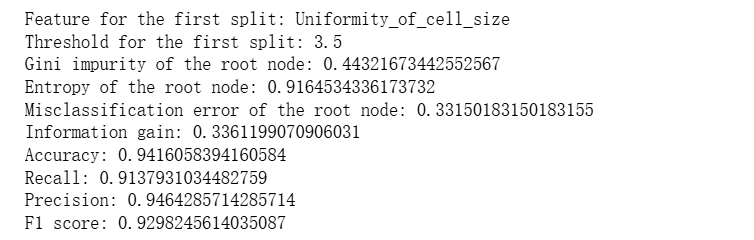 Feature for the first split: Uniformity_of_cell_size
Threshold for the first split: 3.5
Gini impurity of the root node: 0.44321673442552567
Entropy of the root node: 0.9164534336173732
Misclassification error of the root node: 0.33150183150183155
Information gain: 0.3361199070906031
Accuracy: 0.9416058394160584
Recall: 0.9137931034482759
Precision: 0.9464285714285714
F1 score: 0.9298245614035087